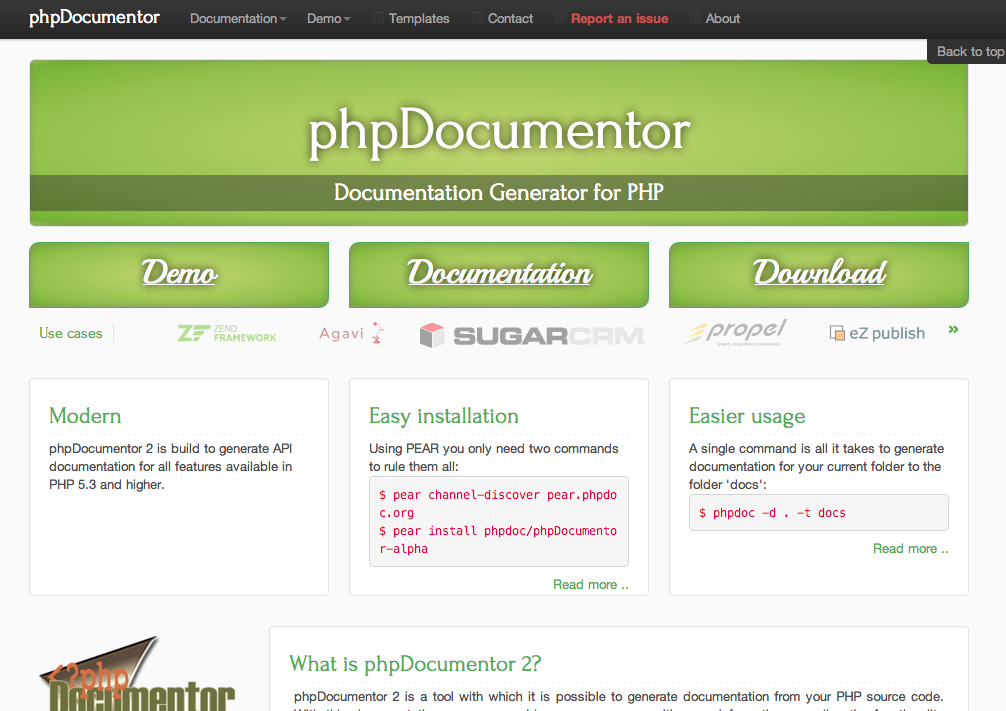 phpDocumentor Documentation Demo Templates Contact Report an issue About
Back to top
phpDocumentor
Documentation Generator for PHP
Demo Documentation Download
Use cases ZEND FRAMEWORK Agavi SUGARCRM propel eZ publish »
Modern
phpDocumentor 2 is build to generate API
documentation for all features available in
PHP 5.3 and higher.
Easy installation
Using PEAR you only need two commands
to rule them all:
$ pear channel-discover pear.phpdo
c.org
$ pear install phpdoc/phpDocumento
r-alpha
Read more ..
Easier usage
A single command is all it takes to generate
documentation for your current folder to the
folder 'docs':
$ phpdoc -d . -t docs
Read more ..
<?php
Documentor
What is phpDocumentor 2?
phpDocumentor 2 is a tool with which it is possible to generate documentation from your PHP source code.